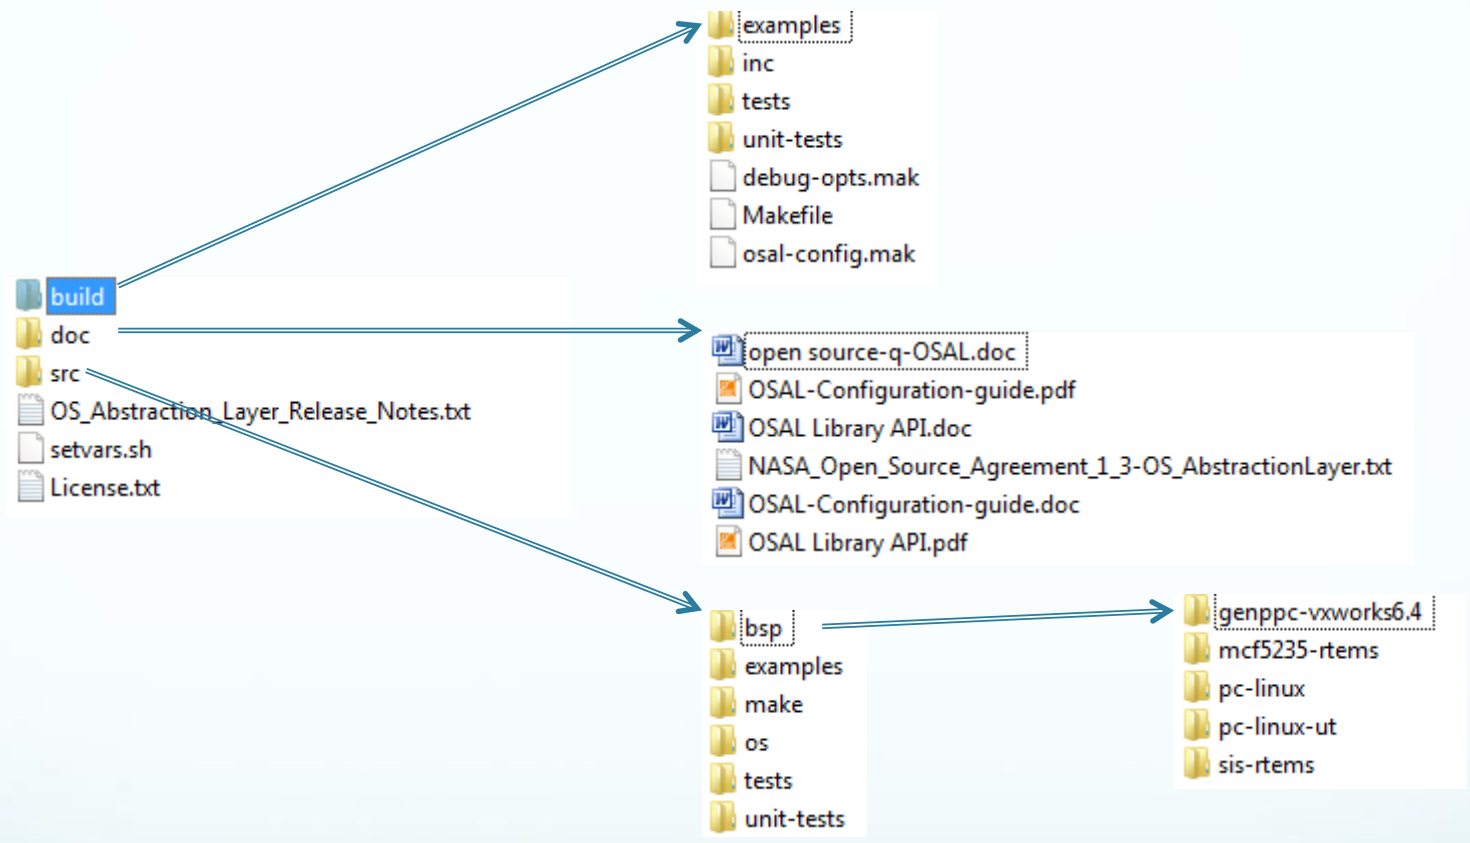 examples
inc
tests
unit-tests
debug-opts.mak
Makefile
osal-config.mak
build
doc
src
OS_Abstraction_Layer_Release_Notes.txt
setvars.sh
License.txt
open source-q-OSAL.doc
OSAL-Configuration-guide.pdf
OSAL Library API.doc
NASA_Open_Source_Agreement_1_3-OS_AbstractionLayer.txt
OSAL-Configuration-guide.doc
OSAL Library API.pdf
bsp
examples
make
os
tests
unit-tests
genppc-vxworks6.4
mcf5235-rtems
pc-linux
pc-linux-ut
sis-rtems